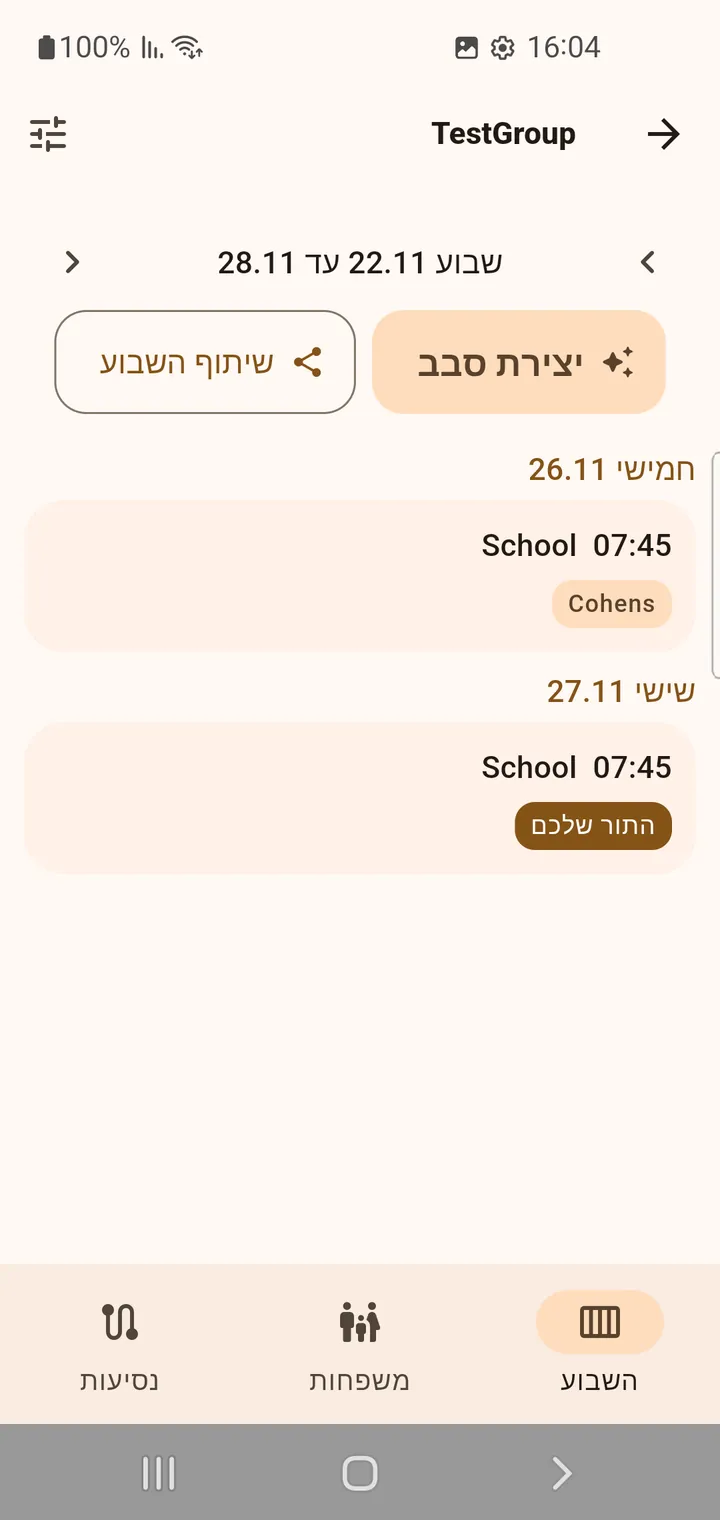 100% 16:04
TestGroup
שבוע 22.11 עד 28.11
יצירת סבב
שיתוף השבוע
חמישי 26.11
07:45 School
Cohens
שישי 27.11
07:45 School
התור שלכם
השבוע
משפחות
נסיעות